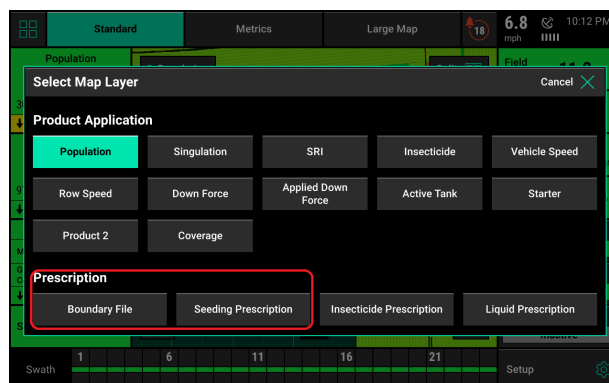 Standard
Metrics
Large Map
18
6.8
mph
10:12 PM
Population
Field
Select Map Layer
Cancel
Product Application
Population
Singulation
SRI
Insecticide
Vehicle Speed
Row Speed
Down Force
Applied Down
Force
Active Tank
Starter
Product 2
Coverage
Prescription
Boundary File
Seeding Prescription
Insecticide Prescription
Liquid Prescription
Swath
1
6
11
16
21
Setup